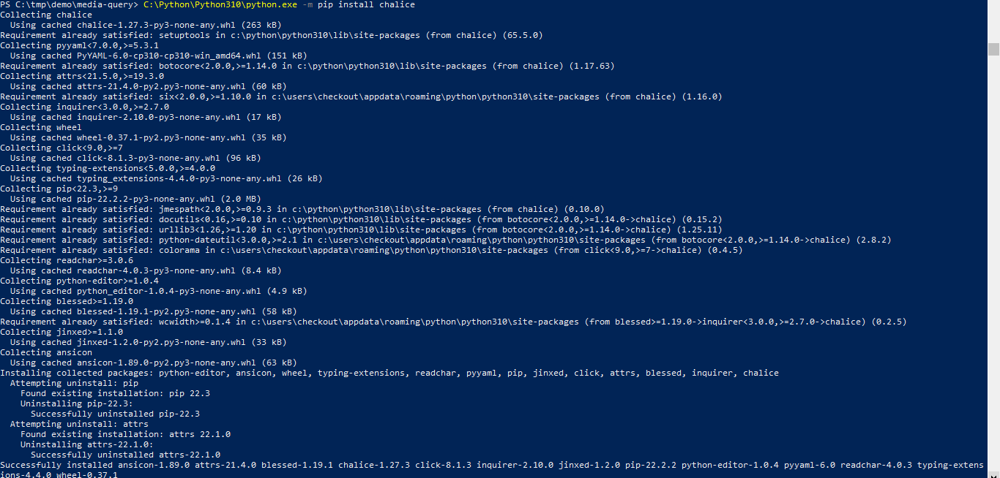 PS C:\tmp\demo\media-query> C:\Python\Python310\python.exe -m pip install chalice
Collecting chalice
  Using cached chalice-1.27.3-py3-none-any.whl (263 kB)
Requirement already satisfied: setuptools in c:\python\python310\lib\site-packages (from chalice) (65.5.0)
Collecting pyyaml<7.0.0,>=5.3.1
  Using cached PyYAML-6.0-cp310-cp310-win_amd64.whl (151 kB)
Requirement already satisfied: botocore<2.0.0,>=1.14.0 in c:\python\python310\lib\site-packages (from chalice) (1.17.63)
Collecting attrs<21.5.0,>=19.3.0
  Using cached attrs-21.4.0-py2.py3-none-any.whl (60 kB)
Requirement already satisfied: six<2.0.0,>=1.10.0 in c:\users\checkout\appdata\roaming\python\python310\site-packages (from chalice) (1.16.0)
Collecting inquirer<3.0.0,>=2.7.0
  Using cached inquirer-2.10.0-py3-none-any.whl (17 kB)
Collecting wheel
  Using cached wheel-0.37.1-py2.py3-none-any.whl (35 kB)
Collecting click<9.0,>=7
  Using cached click-8.1.3-py3-none-any.whl (96 kB)
Collecting typing-extensions<5.0.0,>=4.0.0
  Using cached typing_extensions-4.4.0-py3-none-any.whl (26 kB)
Collecting pip<22.3,>=9
  Using cached pip-22.2.2-py3-none-any.whl (2.0 MB)
Requirement already satisfied: jmespath<2.0.0,>=0.9.3 in c:\python\python310\lib\site-packages (from chalice) (0.10.0)
Requirement already satisfied: docutils<0.16,>=0.10 in c:\python\python310\lib\site-packages (from botocore<2.0.0,>=1.14.0->chalice) (0.15.2)
Requirement already satisfied: urllib3<1.26,>=1.20 in c:\python\python310\lib\site-packages (from botocore<2.0.0,>=1.14.0->chalice) (1.25.11)
Requirement already satisfied: python-dateutil<3.0.0,>=2.1 in c:\users\checkout\appdata\roaming\python\python310\site-packages (from botocore<2.0.0,>=1.14.0->chalice) (2.8.2)
Requirement already satisfied: colorama in c:\users\checkout\appdata\roaming\python\python310\site-packages (from click<9.0,>=7->chalice) (0.4.5)
Collecting readchar>=3.0.6
  Using cached readchar-4.0.3-py3-none-any.whl (8.4 kB)
Collecting python-editor>=1.0.4
  Using cached python_editor-1.0.4-py3-none-any.whl (4.9 kB)
Collecting blessed>=1.19.0
  Using cached blessed-1.19.1-py2.py3-none-any.whl (58 kB)
Requirement already satisfied: wcwidth>=0.1.4 in c:\users\checkout\appdata\roaming\python\python310\site-packages (from blessed>=1.19.0->inquirer<3.0.0,>=2.7.0->chalice) (0.2.5)
Collecting jinxed>=1.1.0
  Using cached jinxed-1.2.0-py2.py3-none-any.whl (33 kB)
Collecting ansicon
  Using cached ansicon-1.89.0-py2.py3-none-any.whl (63 kB)
Installing collected packages: python-editor, ansicon, wheel, typing-extensions, readchar, pyyaml, pip, jinxed, click, attrs, blessed, inquirer, chalice
  Attempting uninstall: pip
    Found existing installation: pip 22.3
    Uninstalling pip-22.3:
      Successfully uninstalled pip-22.3
  Attempting uninstall: attrs
    Found existing installation: attrs 22.1.0
    Uninstalling attrs-22.1.0:
      Successfully uninstalled attrs-22.1.0
Successfully installed ansicon-1.89.0 attrs-21.4.0 blessed-1.19.1 chalice-1.27.3 click-8.1.3 inquirer-2.10.0 jinxed-1.2.0 pip-22.2.2 python-editor-1.0.4 pyyaml-6.0 readchar-4.0.3 typing-extens
ions-4.4.0 wheel-0.37.1